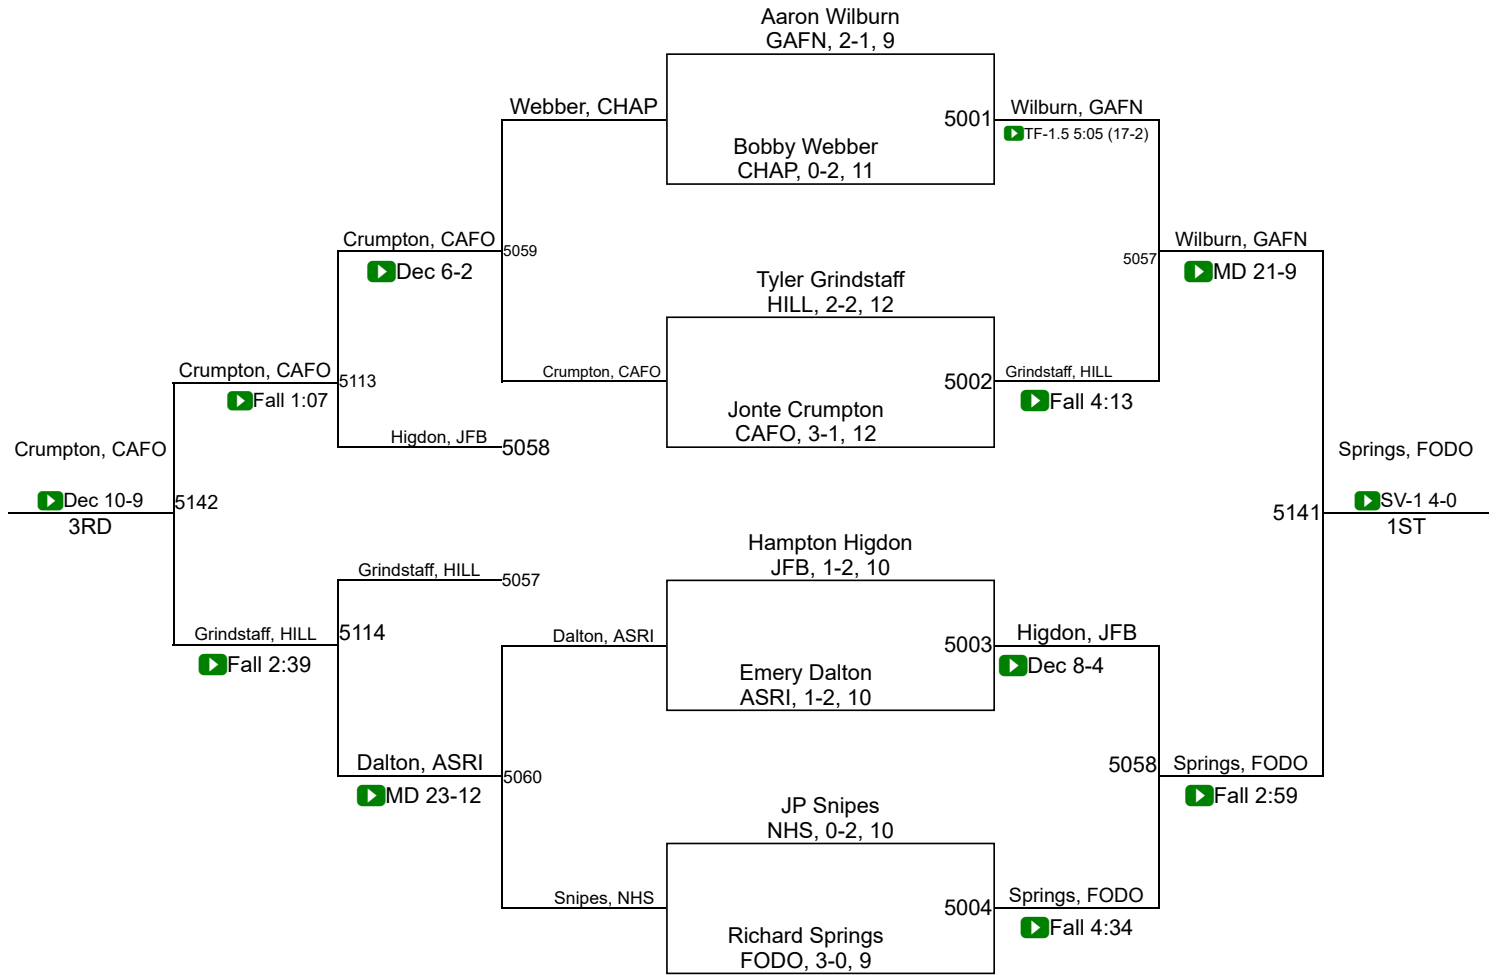 Aaron Wilburn
GAFN, 2-1, 9
Webber, CHAP
5001
Wilburn, GAFN
TF-1.5 5:05 (17-2)
Bobby Webber
CHAP, 0-2, 11
Crumpton, CAFO
5059
Dec 6-2
5057
Wilburn, GAFN
MD 21-9
Tyler Grindstaff
HILL, 2-2, 12
Crumpton, CAFO
5113
Fall 1:07
Crumpton, CAFO
5002
Grindstaff, HILL
Fall 4:13
Jonte Crumpton
CAFO, 3-1, 12
Higdon, JFB
5058
Crumpton, CAFO
Dec 10-9
5142
3RD
Springs, FODO
5141
SV-1 4-0
1ST
Hampton Higdon
JFB, 1-2, 10
Grindstaff, HILL
5057
Grindstaff, HILL
5114
Fall 2:39
Dalton, ASRI
5003
Higdon, JFB
Dec 8-4
Emery Dalton
ASRI, 1-2, 10
Dalton, ASRI
5060
MD 23-12
5058
Springs, FODO
Fall 2:59
JP Snipes
NHS, 0-2, 10
Snipes, NHS
5004
Springs, FODO
Fall 4:34
Richard Springs
FODO, 3-0, 9